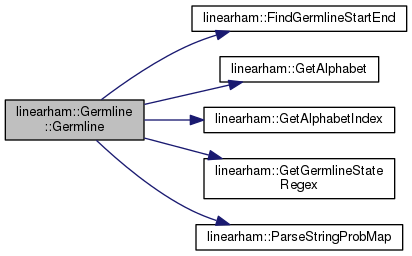 linearham::FindGermlineStartEnd
linearham::GetAlphabet
linearham::Germline
::Germline
linearham::GetAlphabetIndex
linearham::GetGermlineState
Regex
linearham::ParseStringProbMap